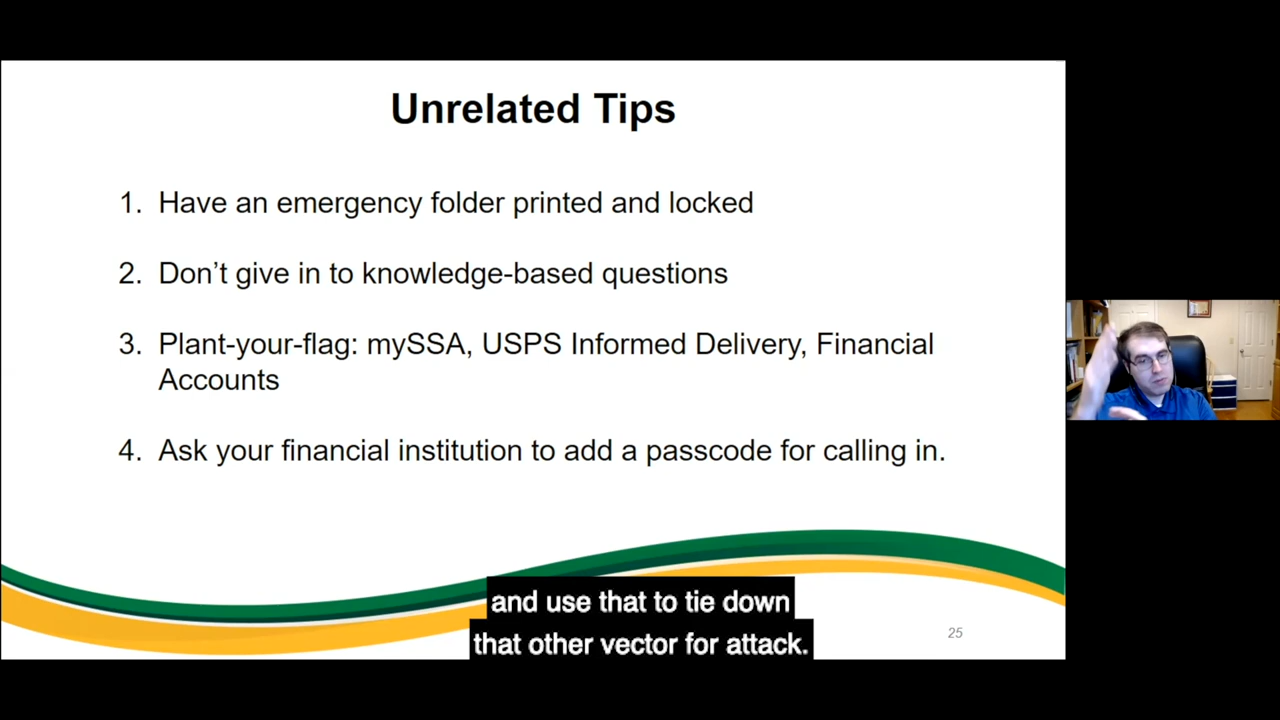 Unrelated Tips
1. Have an emergency folder printed and locked
2. Don’t give in to knowledge-based questions
3. Plant-your-flag: mySSA, USPS Informed Delivery, Financial
Accounts
4. Ask your financial institution to add a passcode for calling in.
and use that to tie down
that other vector for attack.
25